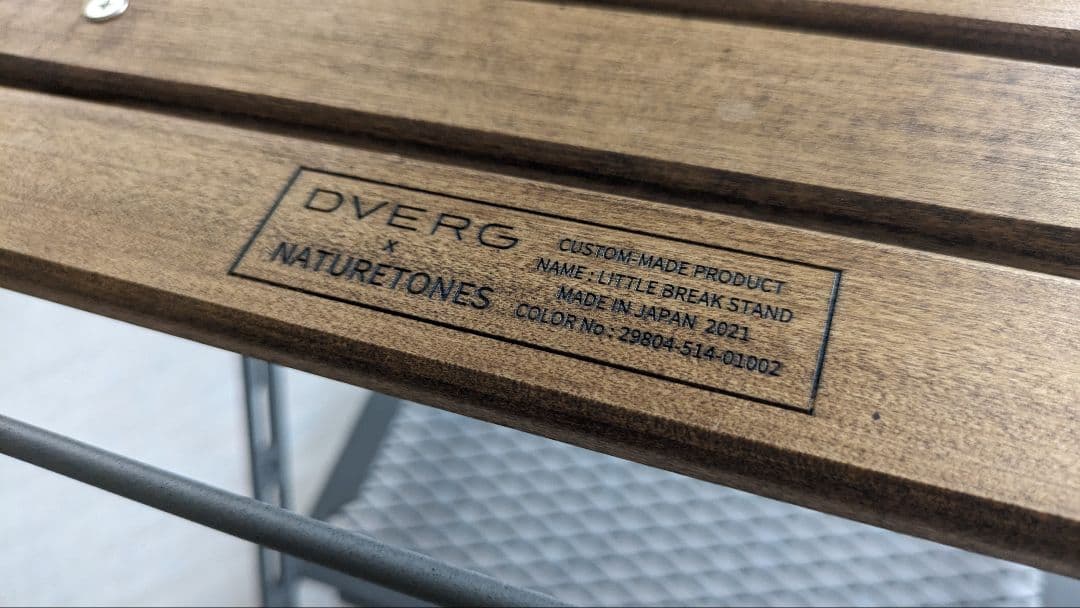 DVERG
x
NATURETONES
CUSTOM-MADE PRODUCT
NAME : LITTLE BREAK STAND
MADE IN JAPAN 2021
COLOR No : 29804-514-01002